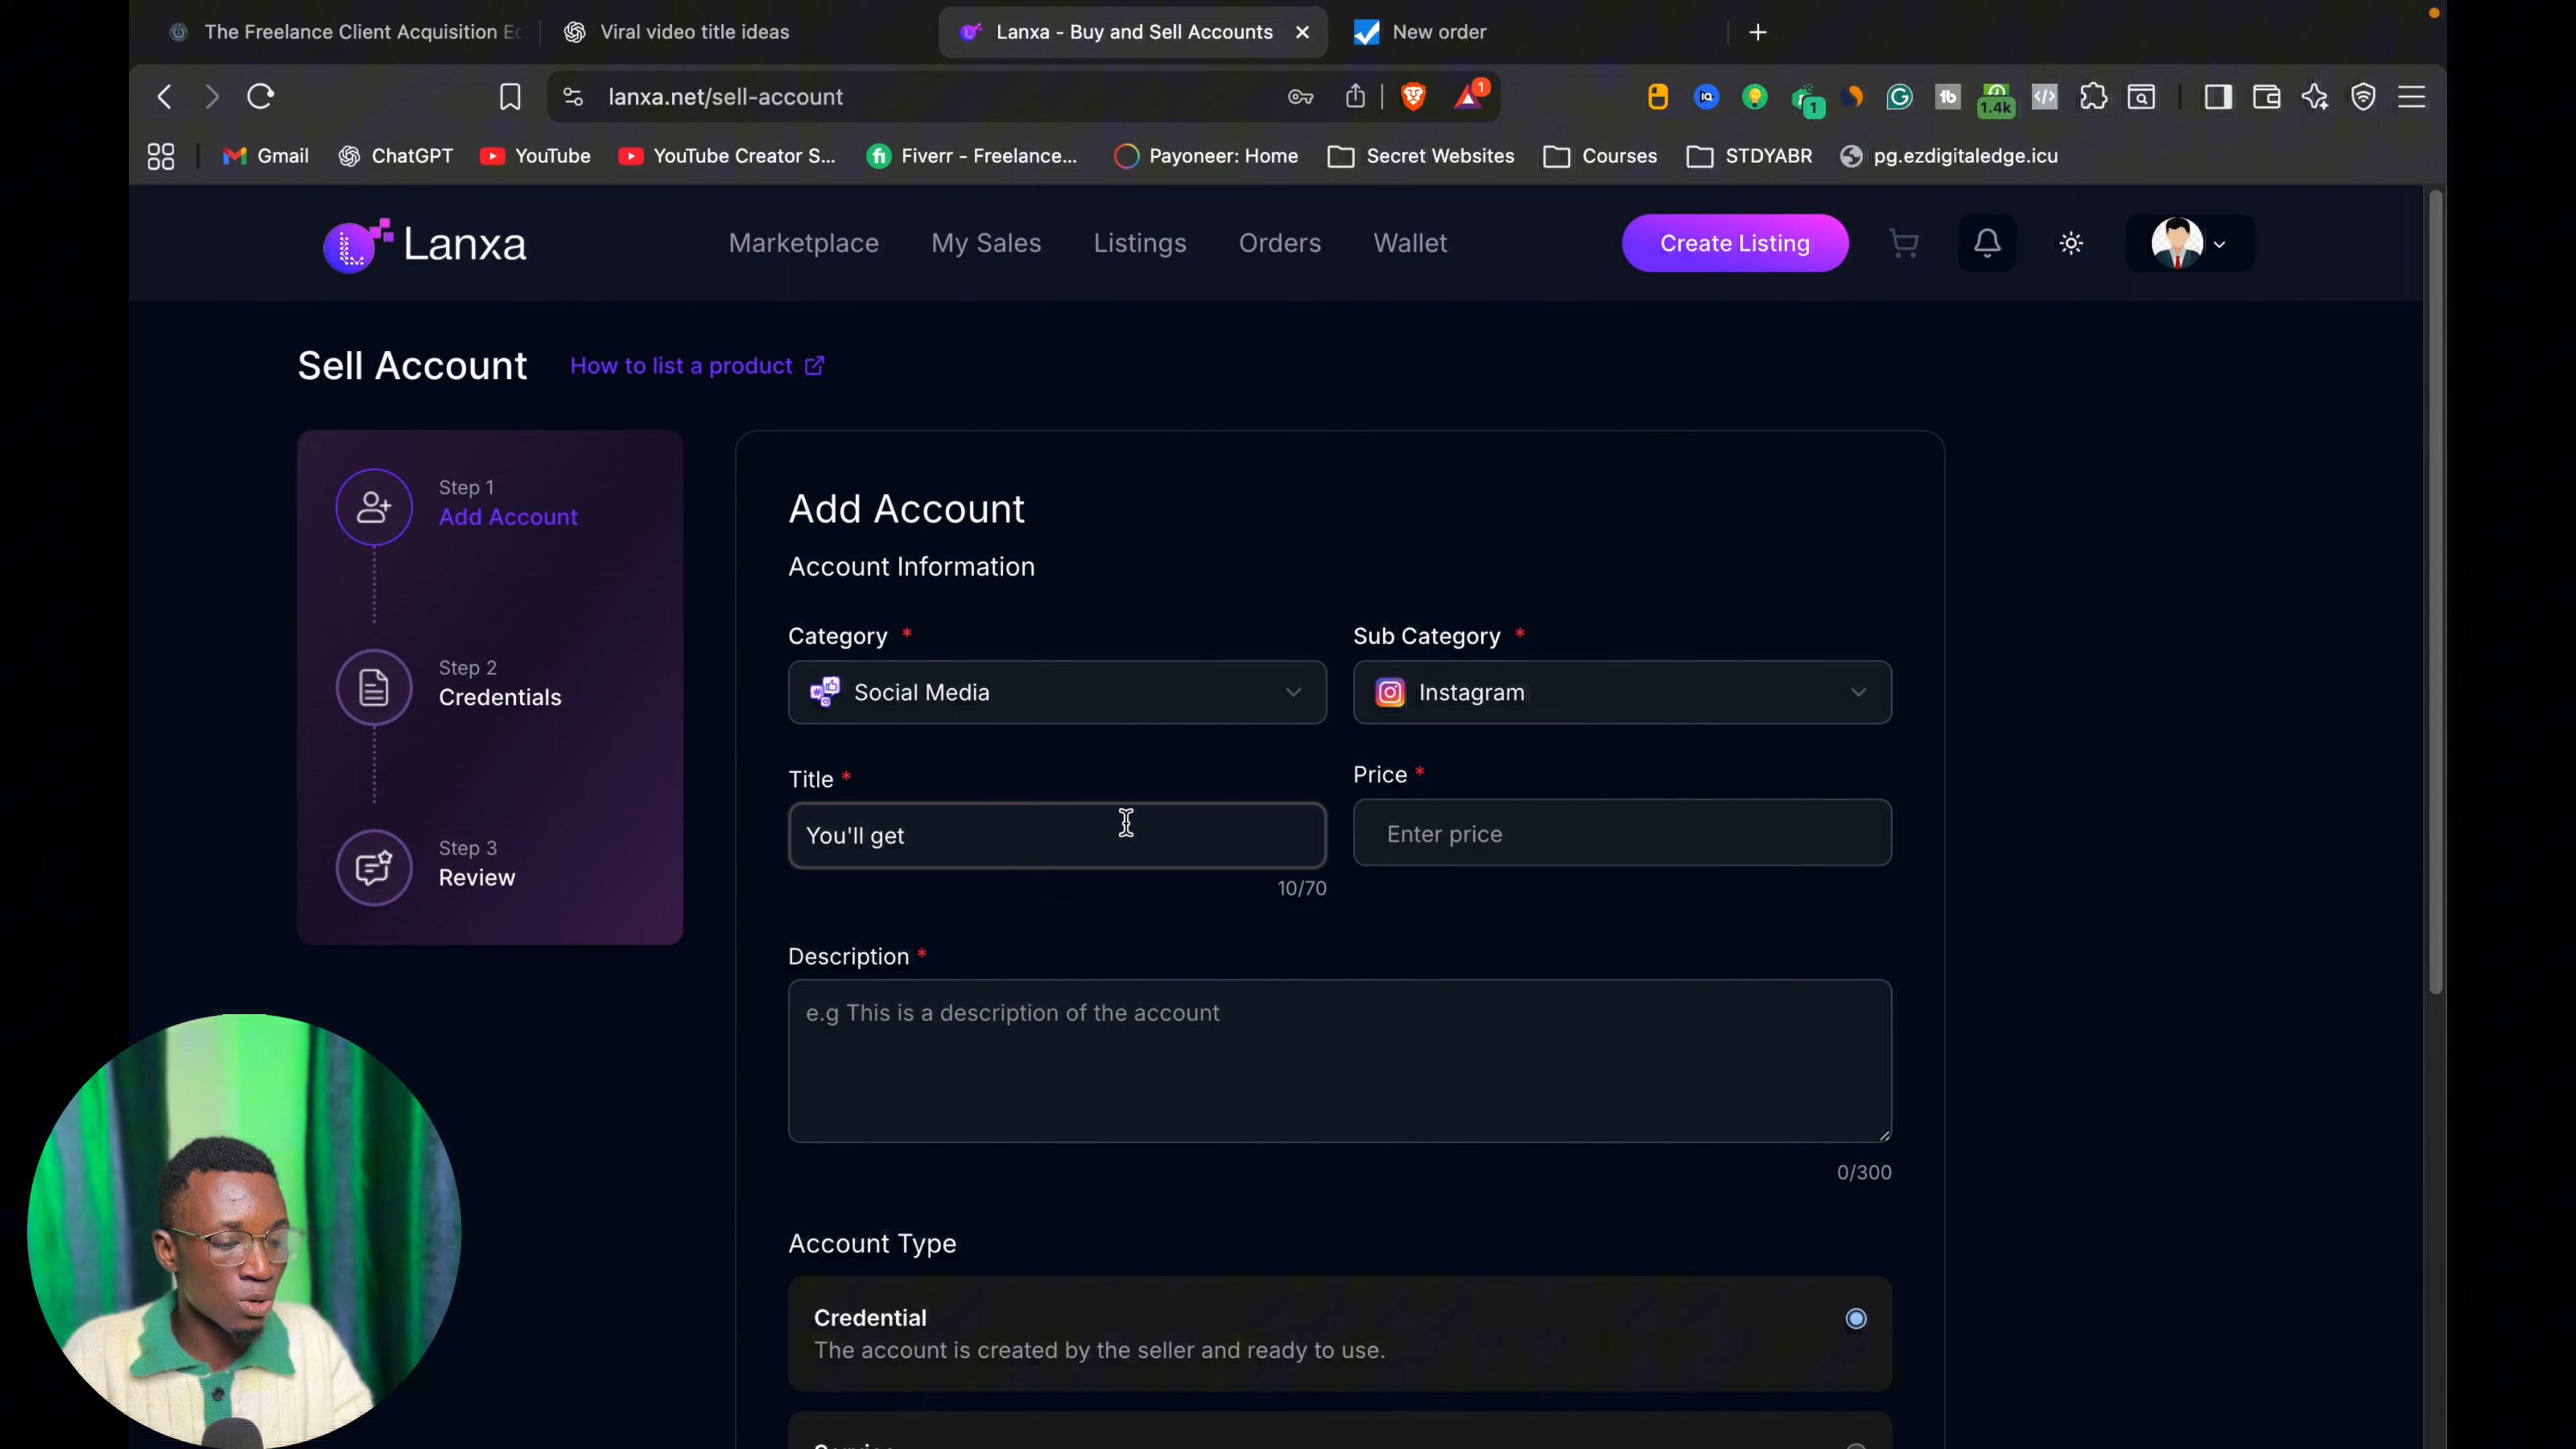 The Freelance Client Acquisition Ec
Viral video title ideas
Lanxa - Buy and Sell Accounts
New order
lanxa.net/sell-account
1
1
1.4k
Gmail
ChatGPT
YouTube
YouTube Creator S...
Fiverr - Freelance...
Payoneer: Home
Secret Websites
Courses
STDYABR
pg.ezdigitaledge.icu
Lanxa
Marketplace
My Sales
Listings
Orders
Wallet
Create Listing
Sell Account
How to list a product
Step 1
Add Account
Step 2
Credentials
Step 3
Review
Add Account
Account Information
Category *
Sub Category *
Social Media
Instagram
Title *
Price *
You'll get
Enter price
10/70
Description *
e.g This is a description of the account
0/300
Account Type
Credential
The account is created by the seller and ready to use.